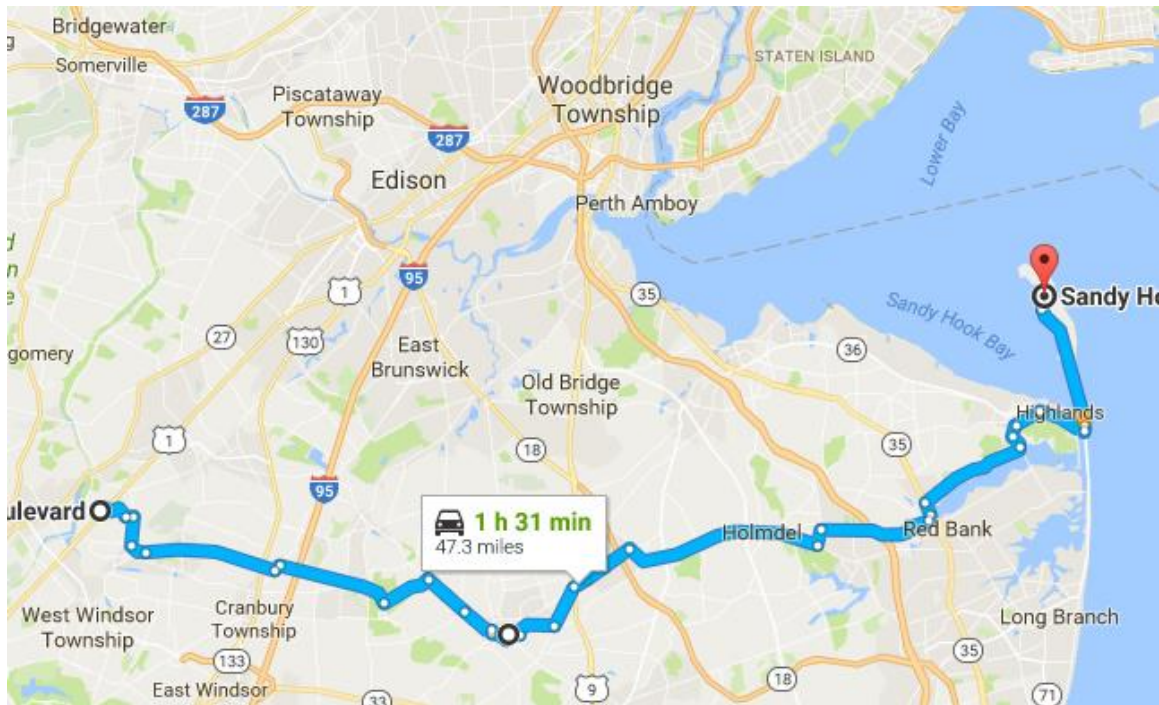 Bridgewater
Somerville
287
Piscataway
Township
287
Woodbridge
Township
STATEN ISLAND
Edison
Lower Bay
Perth Amboy
95
1
35
Sandy Ho
Sandy Hook Bay
27
130
gomery
East
Brunswick
36
Old Bridge
Township
Highlands
1
18
35
95
ulevard
1 h 31 min
47.3 miles
Holmdel
Red Bank
West Windsor
Township
Cranbury
Township
Long Branch
133
35
East Windsor
33
9
18
71